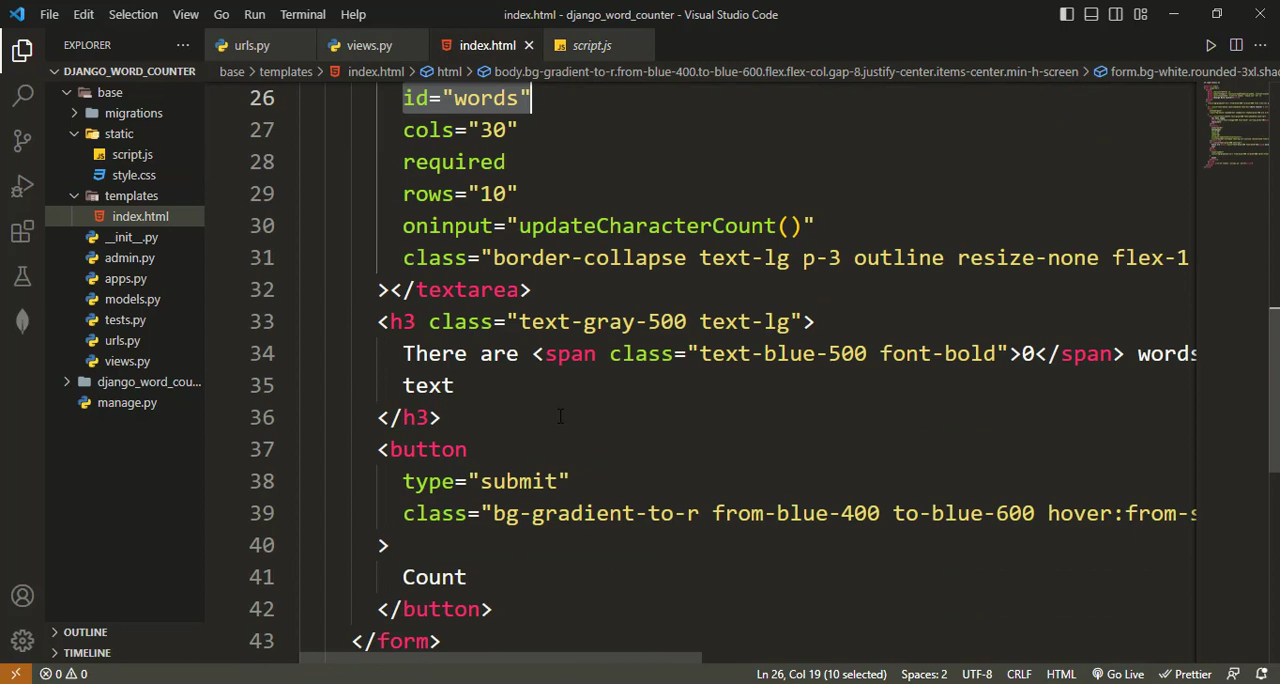 File Edit Selection View Go Run Terminal Help index.html - django_word_counter - Visual Studio Code
EXPLORER ... urls.py views.py index.html script.js
DJANGO_WORD_COUNTER base > templates > index.html > html > body.bg-gradient-to-r.from-blue-400.to-blue-600.flex.flex-col.gap-8.justify-center.items-center.min-h-screen > form.bg-white.rounded-3xl.shac
base
migrations
static
script.js
style.css
templates
index.html
__init__.py
admin.py
apps.py
models.py
tests.py
urls.py
views.py
django_word_cou...
manage.py
OUTLINE
TIMELINE
26 id="words"
27 cols="30"
28 required
29 rows="10"
30 oninput="updateCharacterCount()"
31 class="border-collapse text-lg p-3 outline resize-none flex-1
32 ></textarea>
33 <h3 class="text-gray-500 text-lg">
34 There are <span class="text-blue-500 font-bold">0</span> words
35 text
36 </h3>
37 <button
38 type="submit"
39 class="bg-gradient-to-r from-blue-400 to-blue-600 hover:from-s
40 >
41 Count
42 </button>
43 </form>
0 0 Ln 26, Col 19 (10 selected) Spaces: 2 UTF-8 CRLF HTML Go Live Prettier